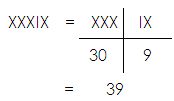 XXXIX = XXX IX
30 9
= 39